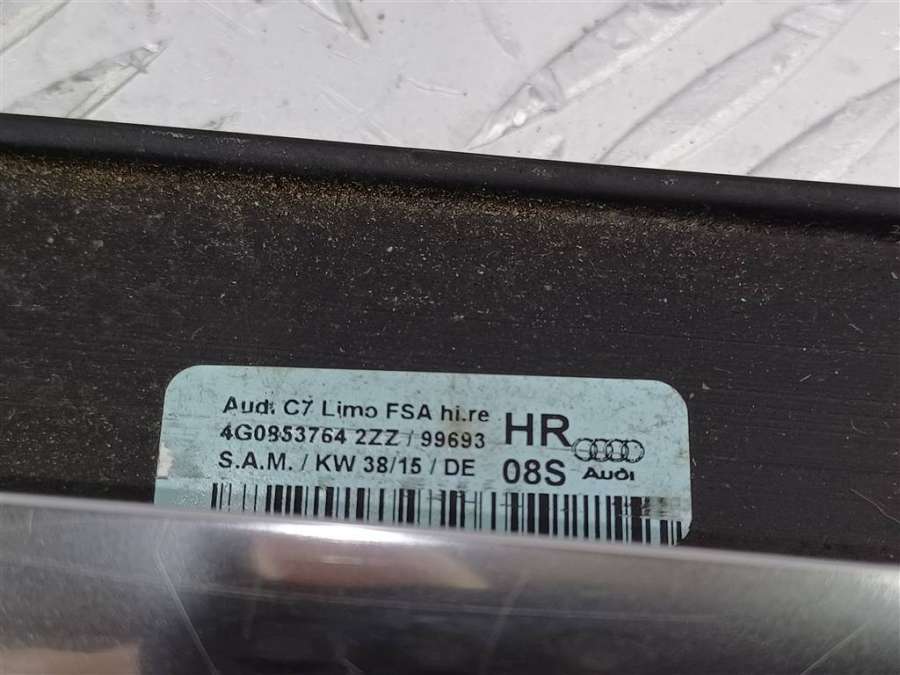 Audi C7 Limo FSA hi.re
4G0853764 2ZZ / 99693
S.A.M. / KW 38/15 / DE
HR
08S
Audi